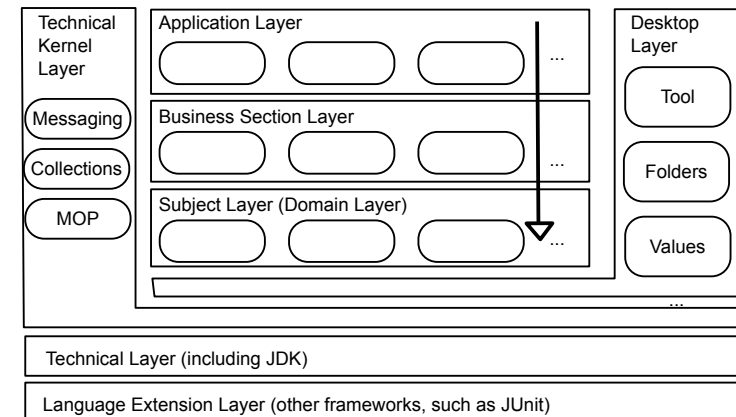 Technical
Kernel
Layer
Messaging
Collections
MOP
Application Layer
...
Business Section Layer
...
Subject Layer (Domain Layer)
...
Desktop
Layer
Tool
Folders
Values
...
Technical Layer (including JDK)
Language Extension Layer (other frameworks, such as JUnit)